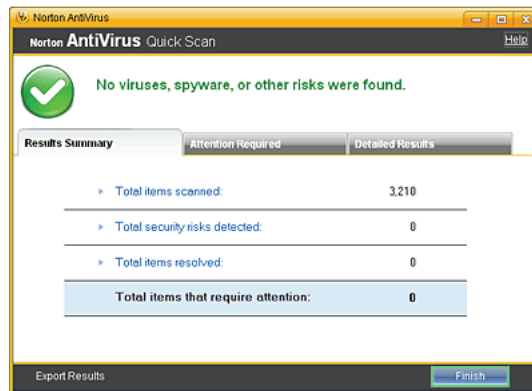 Norton AntiVirus
Norton AntiVirus Quick Scan Help
No viruses, spyware, or other risks were found.
Results Summary Attention Required Detailed Results
Total items scanned: 3,210
Total security risks detected: 0
Total items resolved: 0
Total items that require attention: 0
Export Results Finish